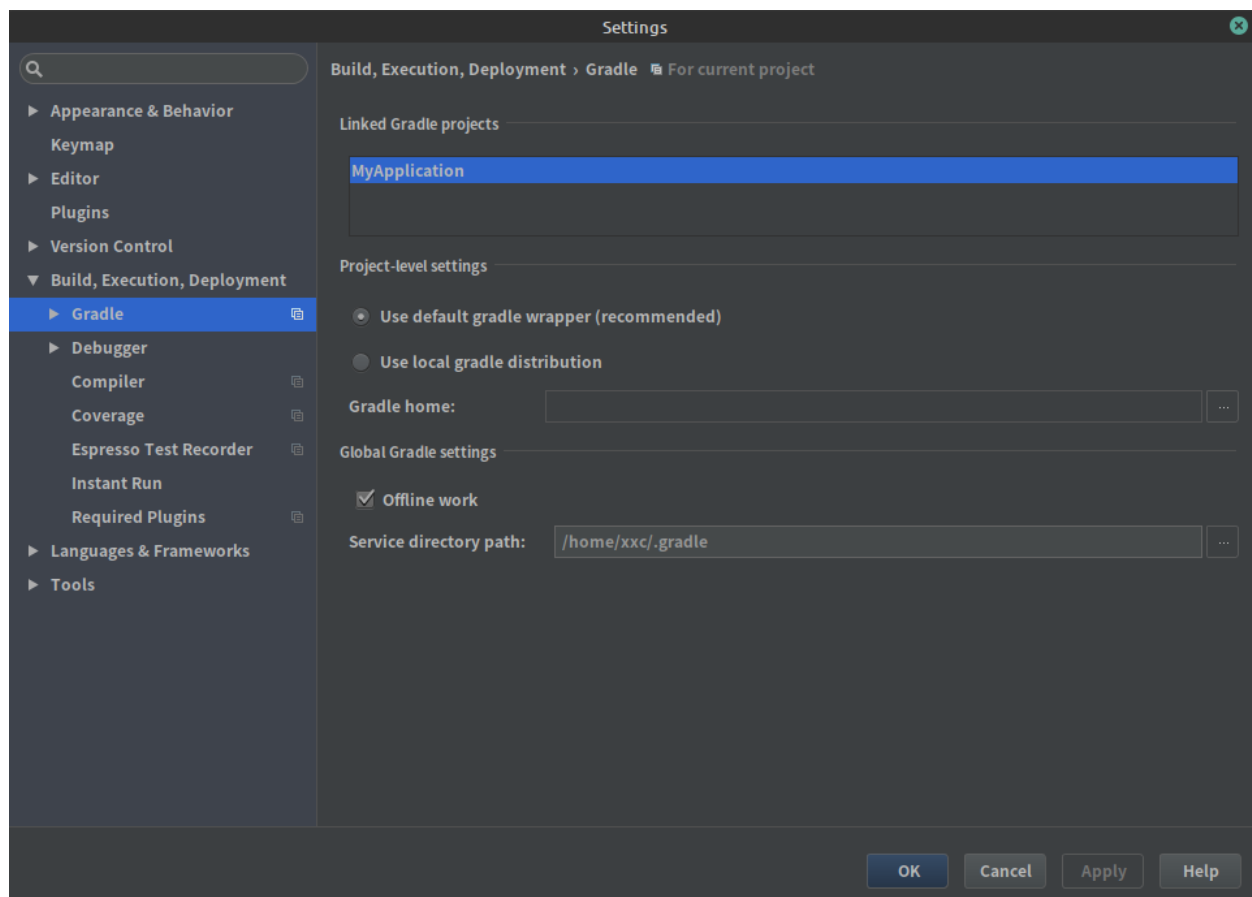 Settings
Build, Execution, Deployment › Gradle For current project
Appearance & Behavior
Keymap
Editor
Plugins
Version Control
Build, Execution, Deployment
Gradle
Debugger
Compiler
Coverage
Espresso Test Recorder
Instant Run
Required Plugins
Languages & Frameworks
Tools
Linked Gradle projects
MyApplication
Project-level settings
Use default gradle wrapper (recommended)
Use local gradle distribution
Gradle home:
...
Global Gradle settings
Offline work
Service directory path: /home/xxc/.gradle
...
OK Cancel Apply Help